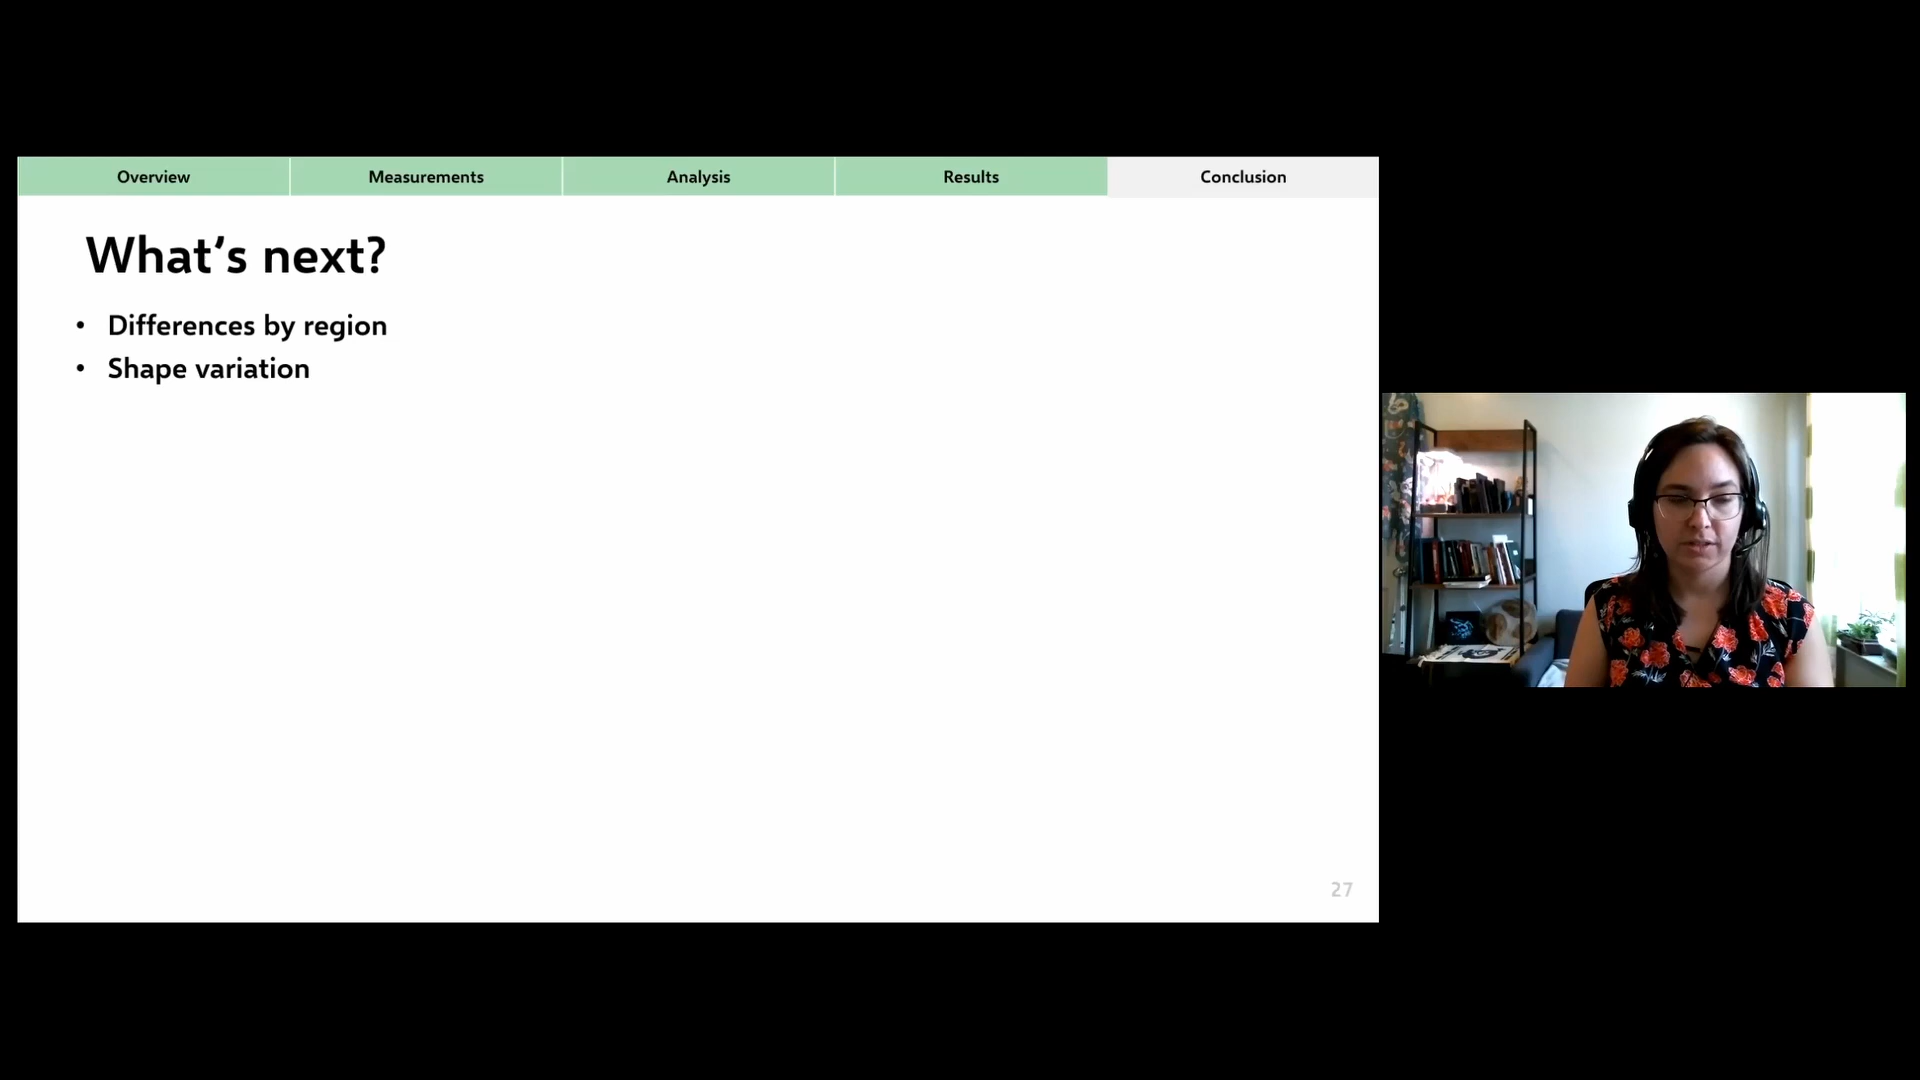 Overview Measurements Analysis Results Conclusion
What's next?
• Differences by region
• Shape variation
27